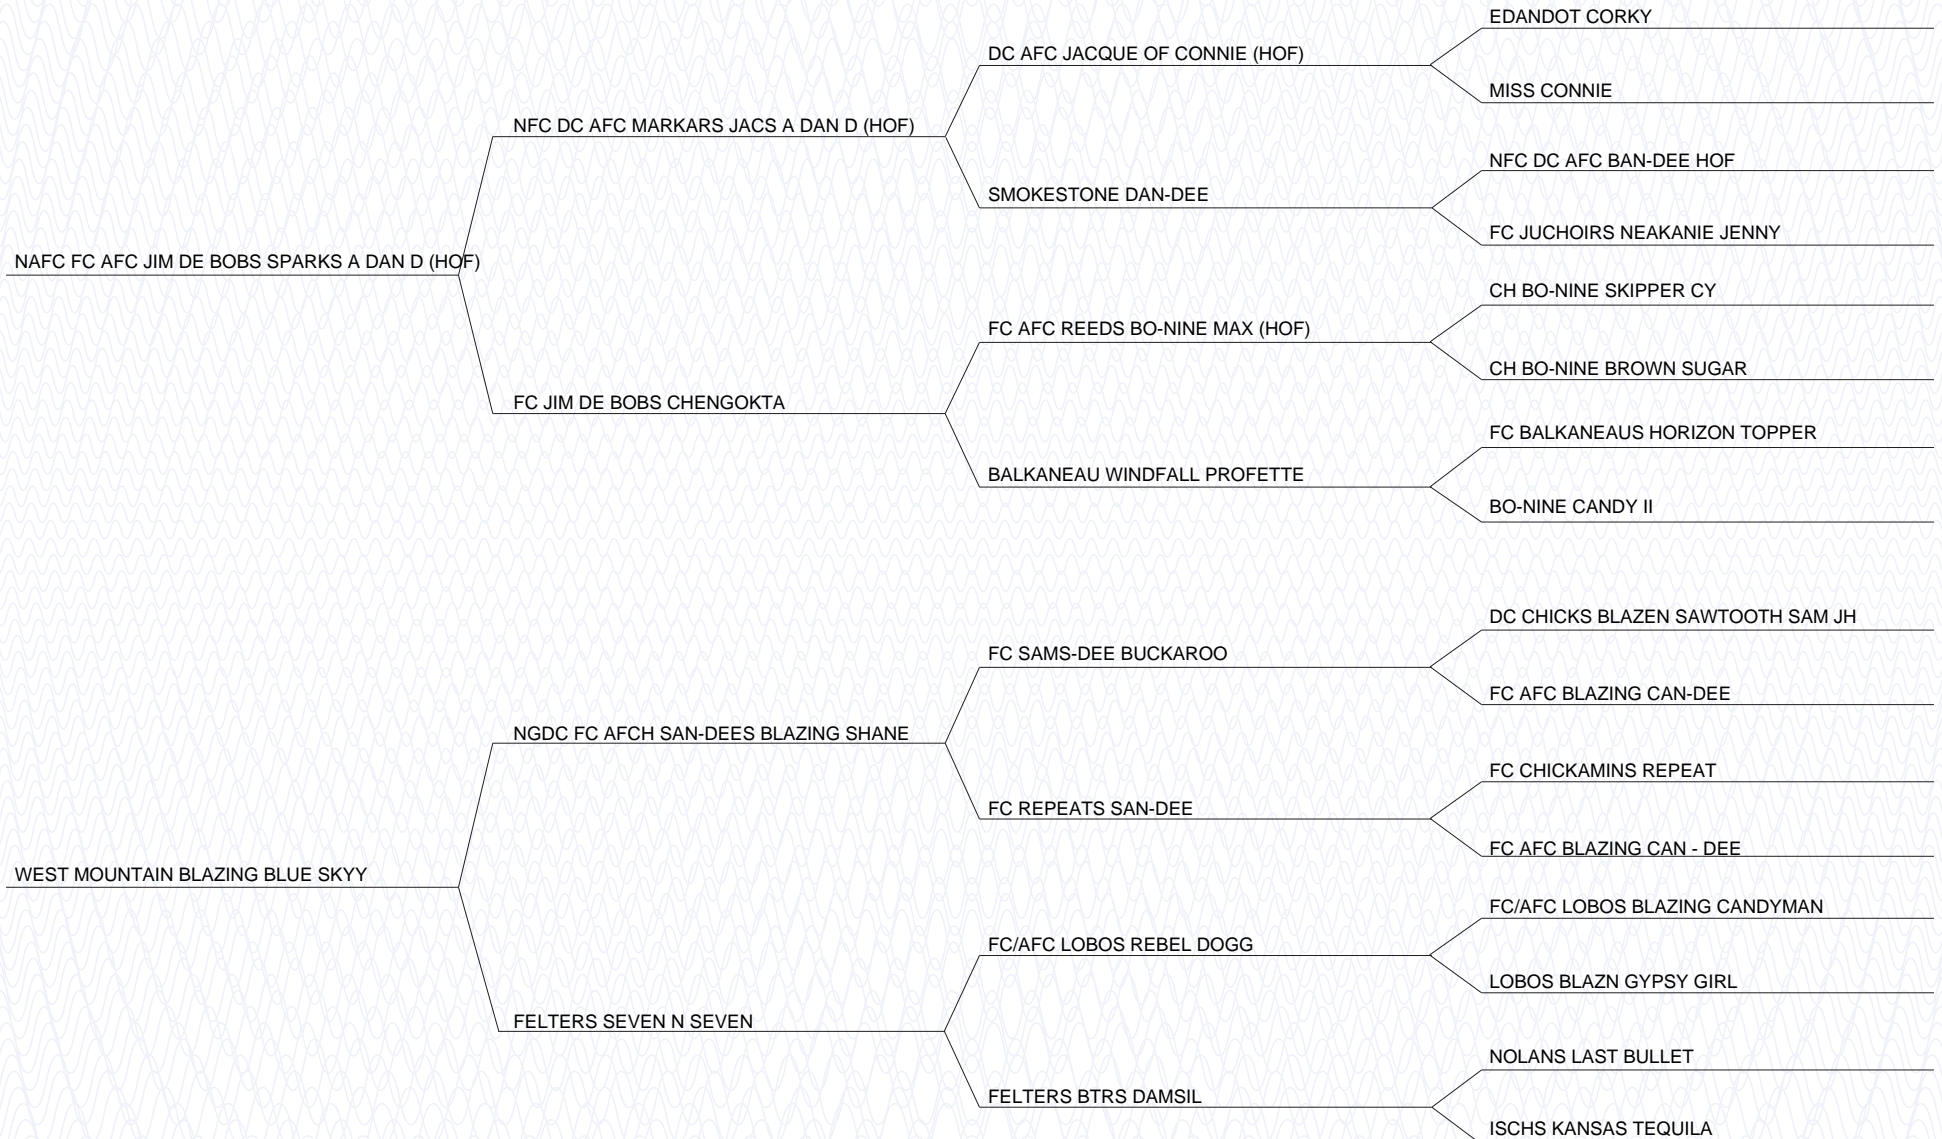 EDANDOT CORKY
DC AFC JACQUE OF CONNIE (HOF)
MISS CONNIE
NFC DC AFC MARKARS JACS A DAN D (HOF)
NFC DC AFC BAN-DEE HOF
SMOKESTONE DAN-DEE
FC JUCHOIRS NEAKANIE JENNY
NAFC FC AFC JIM DE BOBS SPARKS A DAN D (HOF)
CH BO-NINE SKIPPER CY
FC AFC REEDS BO-NINE MAX (HOF)
CH BO-NINE BROWN SUGAR
FC JIM DE BOBS CHENGOKTA
FC BALKANEAUS HORIZON TOPPER
BALKANEAU WINDFALL PROFETTE
BO-NINE CANDY II
DC CHICKS BLAZEN SAWTOOTH SAM JH
FC SAMS-DEE BUCKAROO
FC AFC BLAZING CAN-DEE
NGDC FC AFCH SAN-DEES BLAZING SHANE
FC CHICKAMINS REPEAT
FC REPEATS SAN-DEE
FC AFC BLAZING CAN - DEE
WEST MOUNTAIN BLAZING BLUE SKYY
FC/AFC LOBOS BLAZING CANDYMAN
FC/AFC LOBOS REBEL DOGG
LOBOS BLAZN GYPSY GIRL
FELTERS SEVEN N SEVEN
NOLANS LAST BULLET
FELTERS BTRS DAMSIL
ISCHS KANSAS TEQUILA